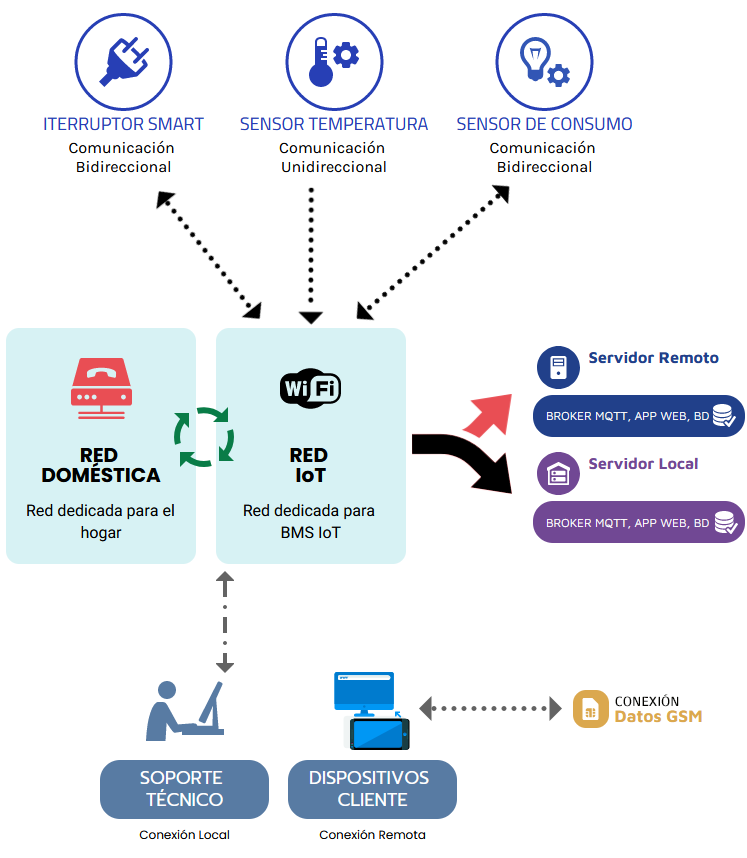 ITERRUPTOR SMART
Comunicación
Bidireccional
SENSOR TEMPERATURA
Comunicación
Unidireccional
SENSOR DE CONSUMO
Comunicación
Bidireccional
RED
DOMÉSTICA
Red dedicada para el
hogar
WiFi
RED
IoT
Red dedicada para
BMS IoT
Servidor Remoto
BROKER MQTT, APP WEB, BD
Servidor Local
BROKER MQTT, APP WEB, BD
SOPORTE
TÉCNICO
Conexión Local
DISPOSITIVOS
CLIENTE
Conexión Remota
CONEXIÓN
Datos GSM